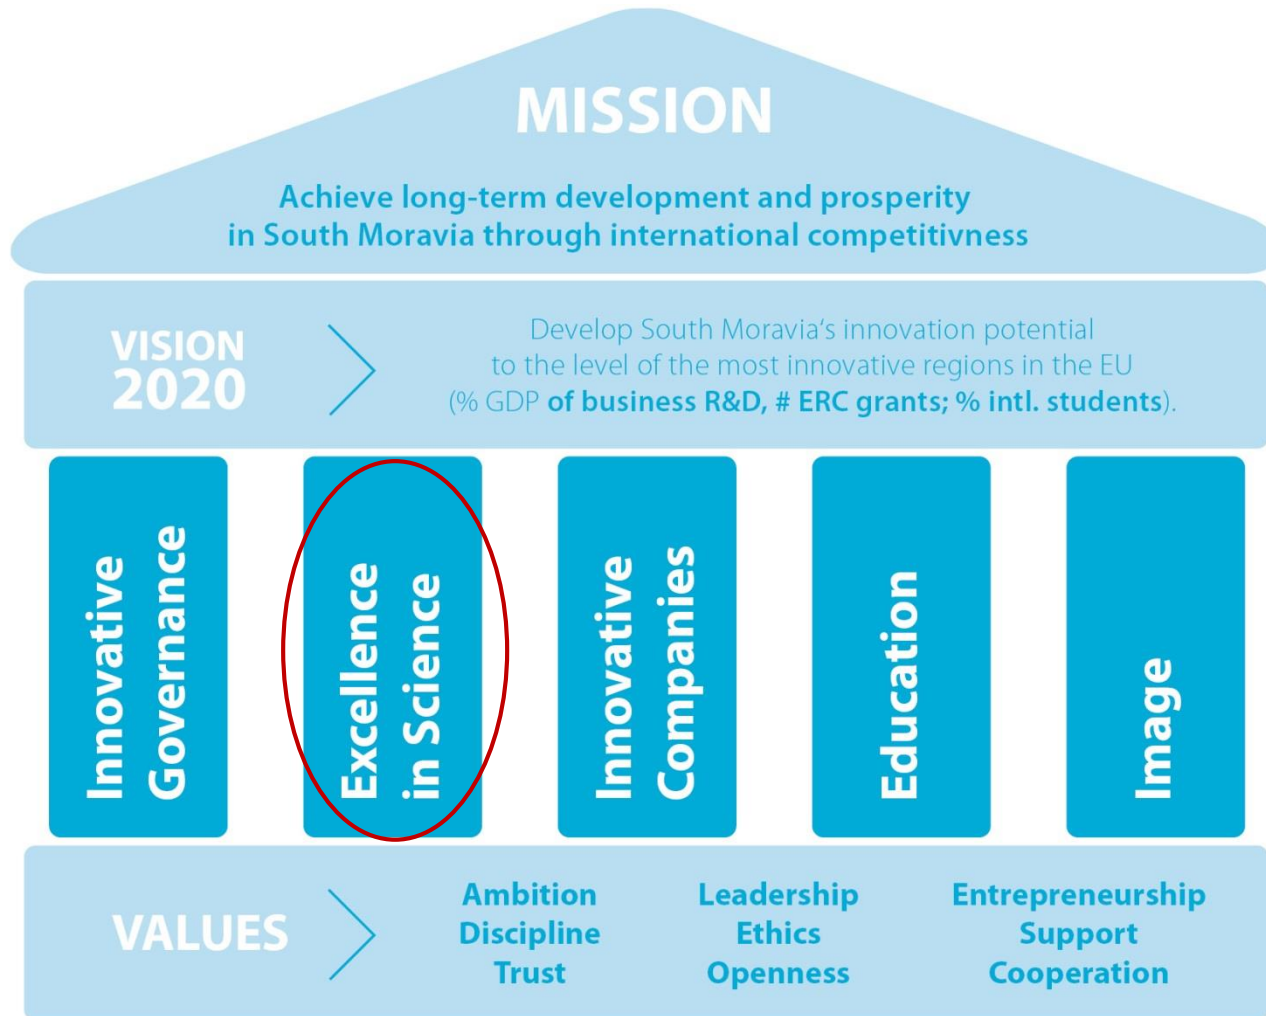 MISSION
Achieve long-term development and prosperity
in South Moravia through international competitivness
VISION
2020
Develop South Moravia‘s innovation potential
to the level of the most innovative regions in the EU
(% GDP of business R&D, # ERC grants; % intl. students).
Innovative
Governance
Excellence
in Science
Innovative
Companies
Education
Image
VALUES
Ambition
Discipline
Trust
Leadership
Ethics
Openness
Entrepreneurship
Support
Cooperation